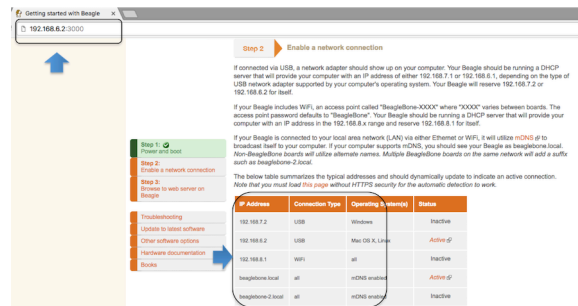 Getting started with Beagle
192.168.6.2:3000
Step 2
Enable a network connection
If connected via USB, a network adapter should show up on your computer. Your Beagle should be running a DHCP
server that will provide your computer with an IP address of either 192.168.7.1 or 192.168.6.1, depending on the type of
USB network adapter supported by your computer's operating system. Your Beagle will reserve 192.168.7.2 or
192.168.6.2 for itself.
If your Beagle includes WiFi, an access point called "BeagleBone-XXXX" where "XXXX" varies between boards. The
access point password defaults to "BeagleBone". Your Beagle should be running a DHCP server that will provide your
computer with an IP address in the 192.168.8.x range and reserve 192.168.8.1 for itself.
If your Beagle is connected to your local area network (LAN) via either Ethernet or WiFi, it will utilize mDNS to
broadcast itself to your computer. If your computer supports mDNS, you should see your Beagle as beaglebone.local.
Non-BeagleBone boards will utilize alternate names. Multiple BeagleBone boards on the same network will add a suffix
such as beaglebone-2.local.
The below table summarizes the typical addresses and should dynamically update to indicate an active connection.
Note that you must load this page without HTTPS security for the automatic detection to work.
Step 1:
Power and boot
Step 2:
Enable a network connection
Step 3:
Browse to web server on
Beagle
Troubleshooting
Update to latest software
Other software options
Hardware documentation
Books
IP Address Connection Type Operating System(s) Status
192.168.7.2 USB Windows Inactive
192.168.6.2 USB Mac OS X, Linux Active
192.168.8.1 WiFi all Inactive
beaglebone.local all mDNS enabled Active
beaglebone-2.local all mDNS enabled Inactive